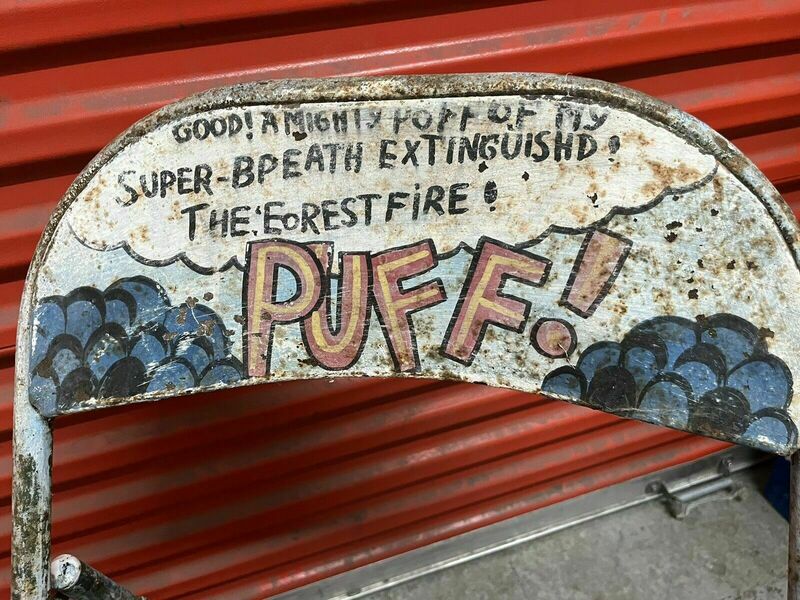 GOOD! A MIGHTY POFF OF MY
SUPER-BPEATH EXTINGUISHD!
THE FOREST FIRE!
PUFF!